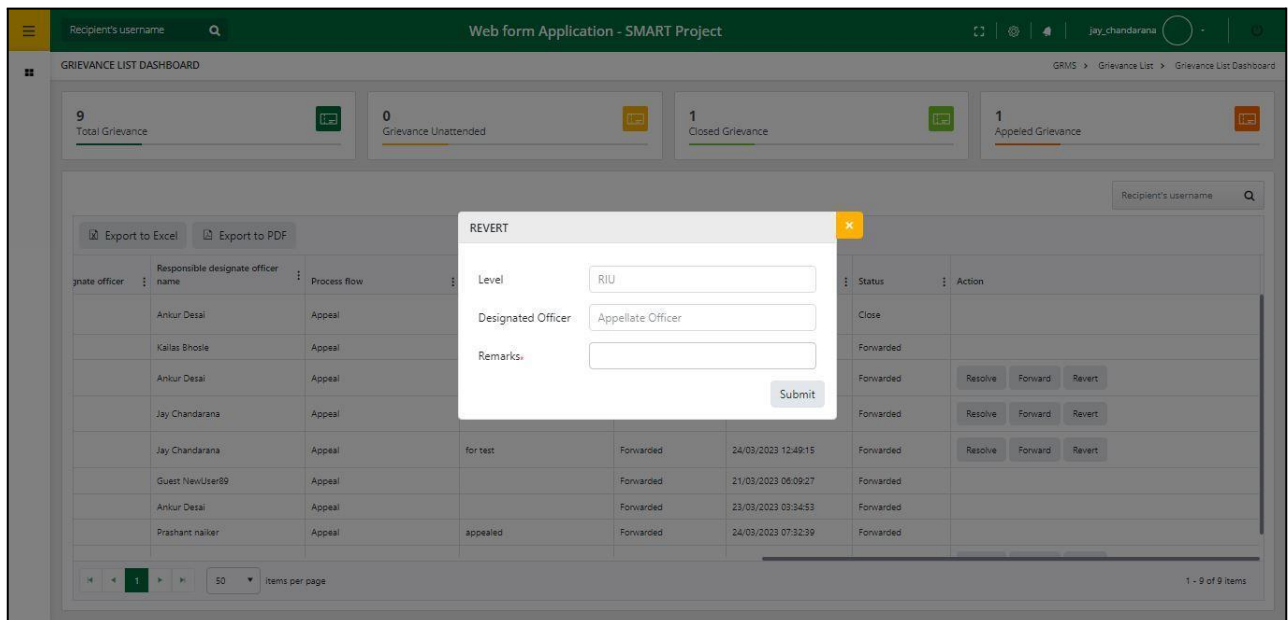 Recipient's username
Web form Application - SMART Project
jay_chandarana
GRIEVANCE LIST DASHBOARD
GRMS > Grievance List > Grievance List Dashboard
9
Total Grievance
0
Grievance Unattended
1
Closed Grievance
1
Appeled Grievance
Recipient's username
Export to Excel
Export to PDF
REVERT
×
Level
RIU
Designated Officer
Appellate Officer
Remarks*
Submit
gnate officer
Responsible designate officer
name
Process flow
Status
Action
Ankur Desai
Appeal
Close
Kailas Bhosle
Appeal
Forwarded
Ankur Desai
Appeal
Forwarded
Resolve
Forward
Revert
Jay Chandarana
Appeal
Forwarded
Resolve
Forward
Revert
Jay Chandarana
Appeal
for test
Forwarded
24/03/2023 12:49:15
Forwarded
Resolve
Forward
Revert
Guest NewUser89
Appeal
Forwarded
21/03/2023 06:09:27
Forwarded
Ankur Desai
Appeal
Forwarded
23/03/2023 03:34:53
Forwarded
Prashant naiker
Appeal
appealed
Forwarded
24/03/2023 07:32:39
Forwarded
1
50
items per page
1 - 9 of 9 items